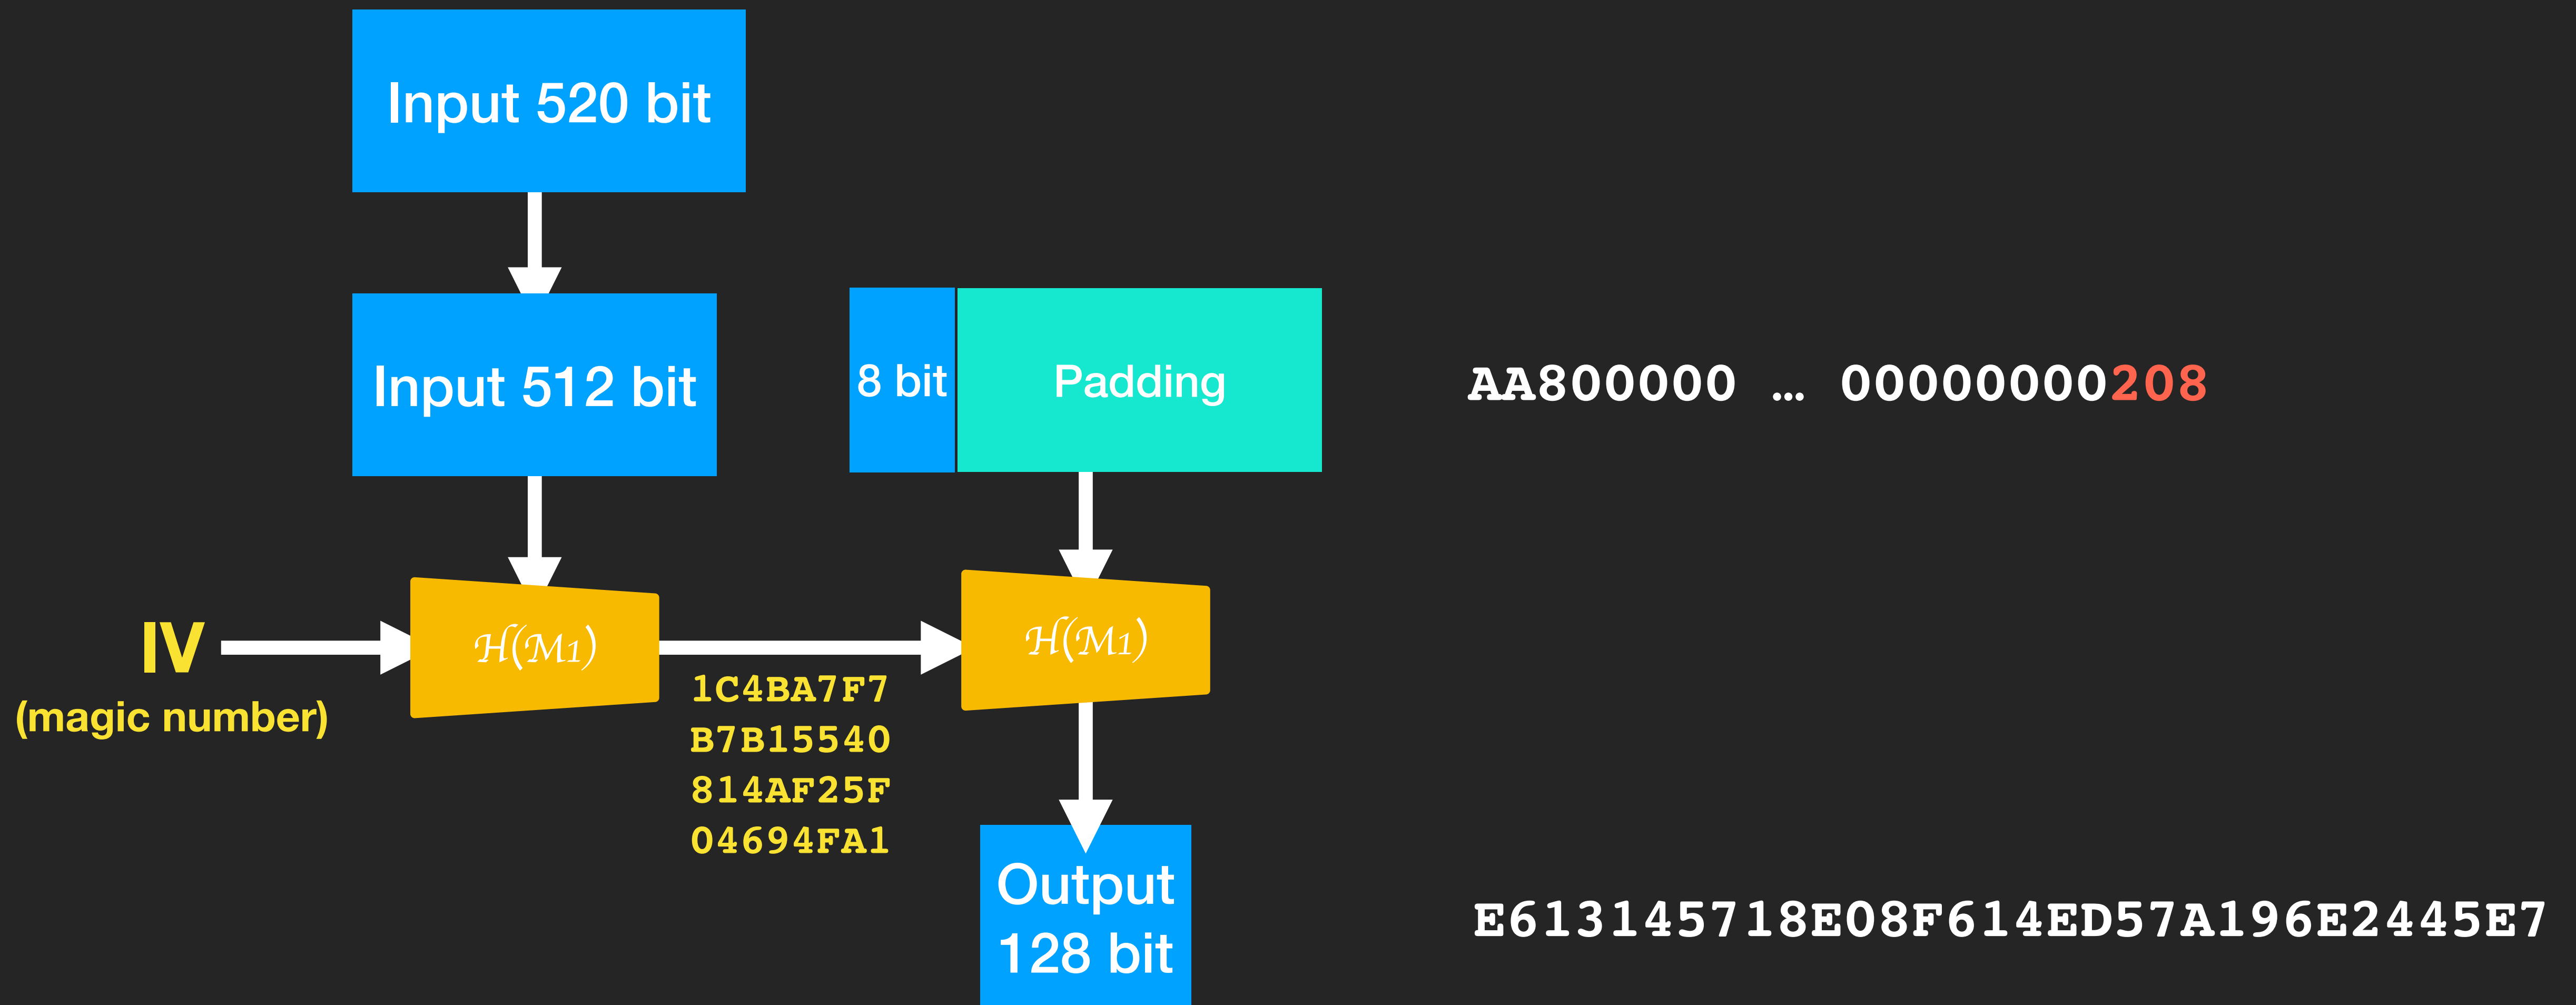 Input 520 bit
Input 512 bit
8 bit
Padding
AA800000 … 00000000208
IV
(magic number)
H(M1)
H(M1)
1C4BA7F7
B7B15540
814AF25F
04694FA1
Output
128 bit
E613145718E08F614ED57A196E2445E7